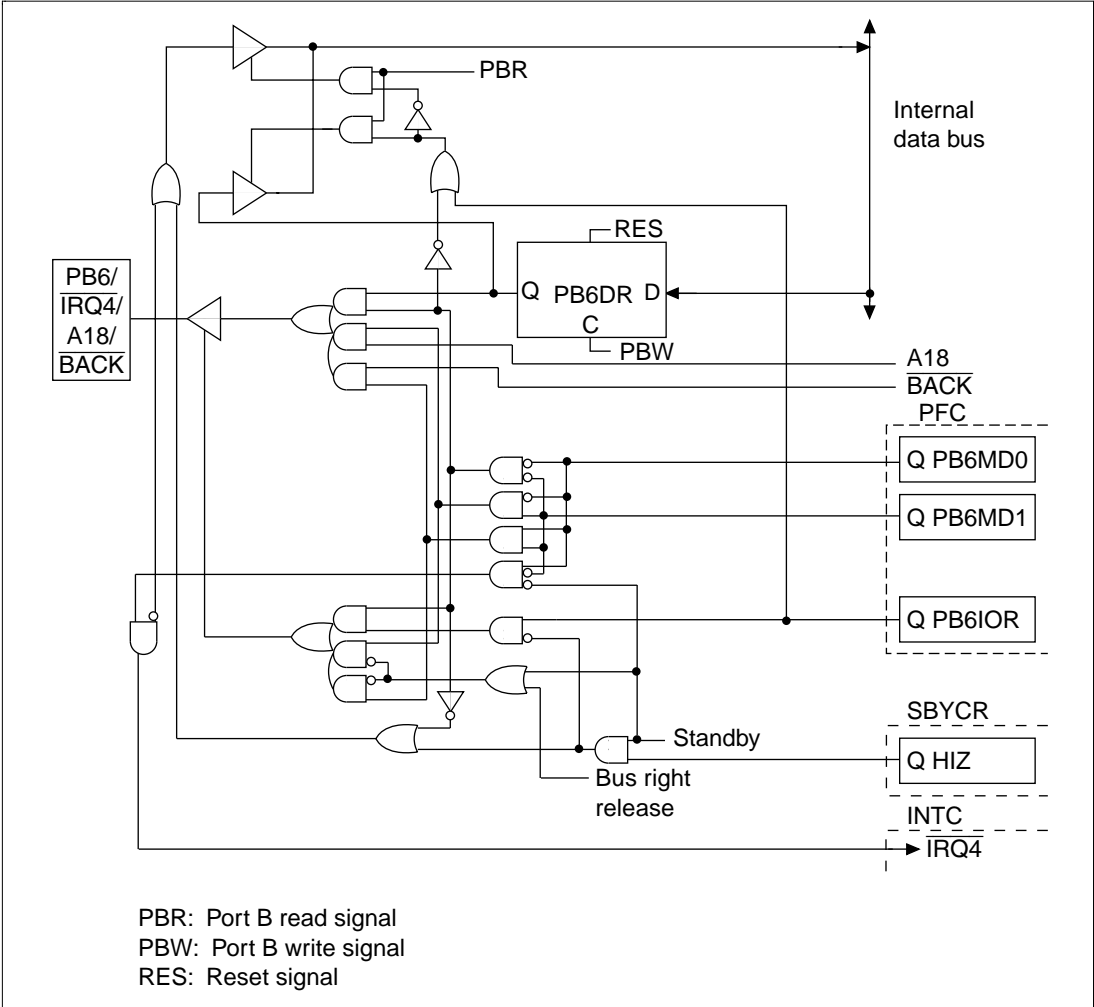 PBR
Internal
data bus
RES
Q PB6DR D
C
PBW
PB6/
IRQ4/
A18/
BACK
A18
BACK
PFC
Q PB6MD0
Q PB6MD1
Q PB6IOR
SBYCR
Standby
Q HIZ
Bus right
release
INTC
IRQ4
PBR: Port B read signal
PBW: Port B write signal
RES: Reset signal